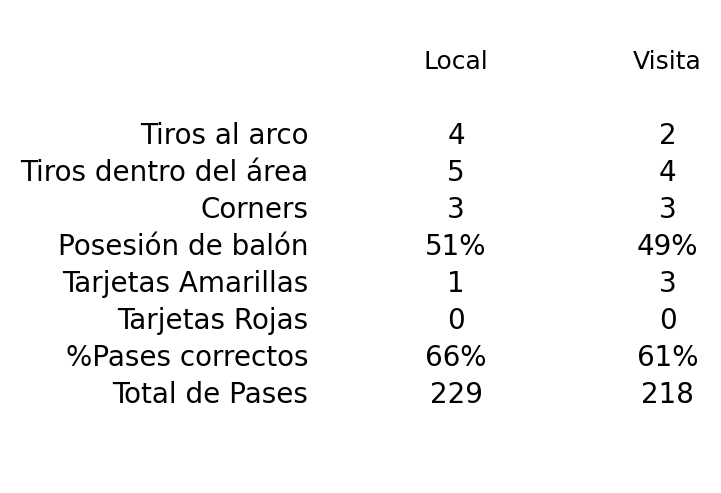 Local Visita
Tiros al arco 4 2
Tiros dentro del área 5 4
Corners 3 3
Posesión de balón 51% 49%
Tarjetas Amarillas 1 3
Tarjetas Rojas 0 0
%Pases correctos 66% 61%
Total de Pases 229 218